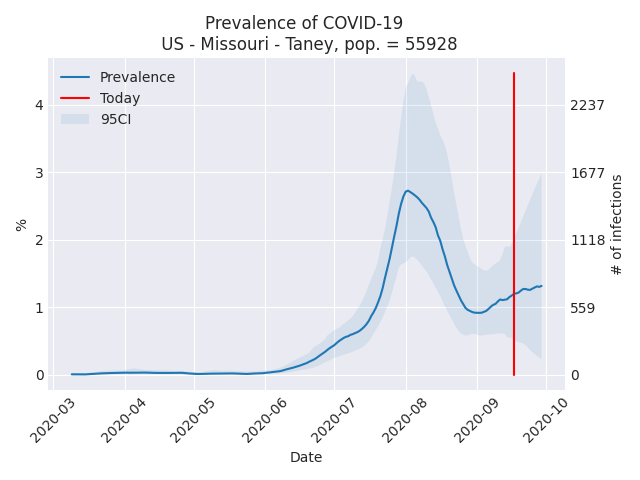 Prevalence of COVID-19
US - Missouri - Taney, pop. = 55928
Prevalence
Today
95CI
4
3
2
1
0
%
2237
1677
1118
559
0
# of infections
2020-03
2020-04
2020-05
2020-06
2020-07
2020-08
2020-09
2020-10
Date